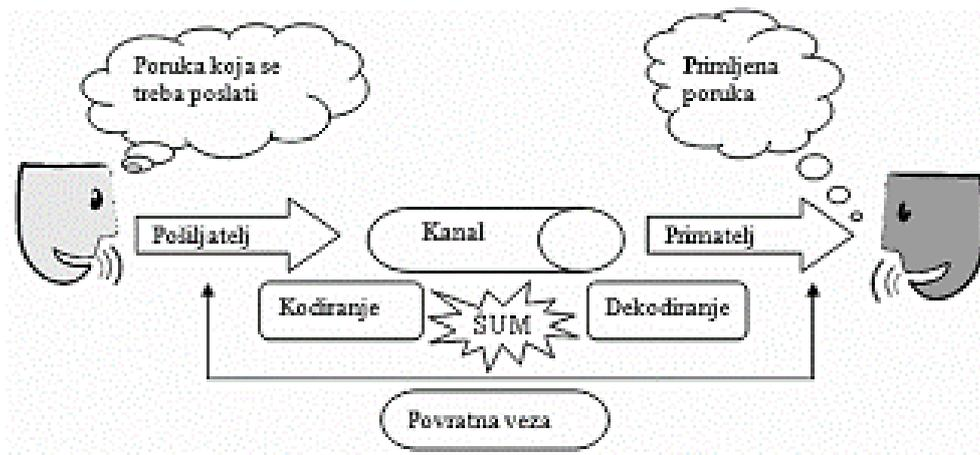 Poruka koja se
treba poslati
Primljena
poruka
Pošiljatelj
Kanal
Primatelj
Kodiranje
ŠUM
Dekodiranje
Povratna veza